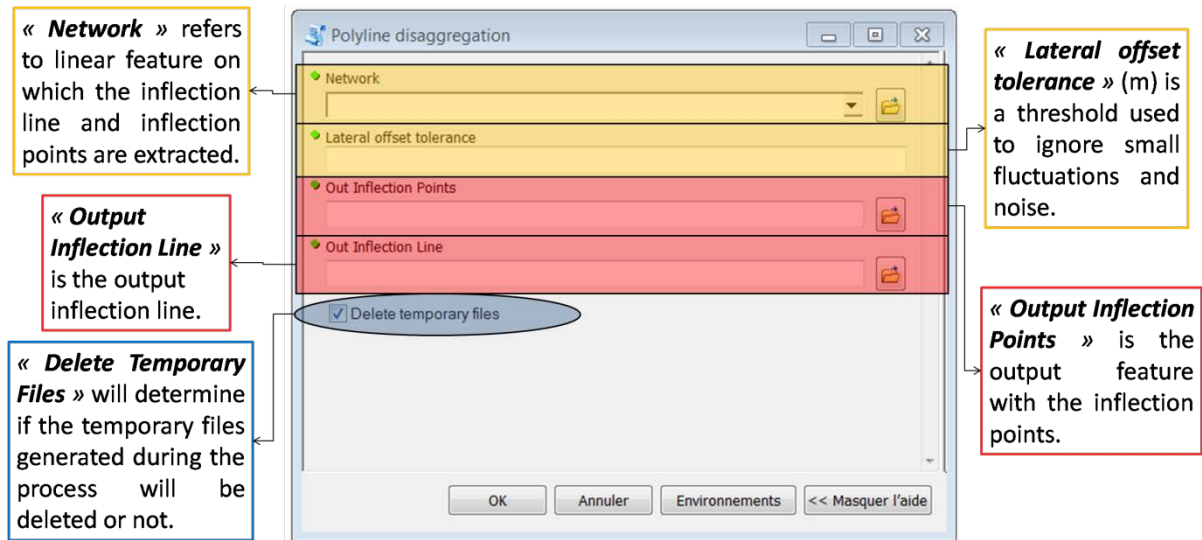 « Network » refers
to linear feature on
which the inflection
line and inflection
points are extracted.
« Output
Inflection Line »
is the output
inflection line.
« Delete Temporary
Files » will determine
if the temporary files
generated during the
process will be
deleted or not.
Polyline disaggregation
Network
Lateral offset tolerance
Out Inflection Points
Out Inflection Line
Delete temporary files
OK
Annuler
Environnements
<< Masquer l'aide
« Lateral offset
tolerance » (m) is
a threshold used
to ignore small
fluctuations and
noise.
« Output Inflection
Points » is the
output feature
with the inflection
points.